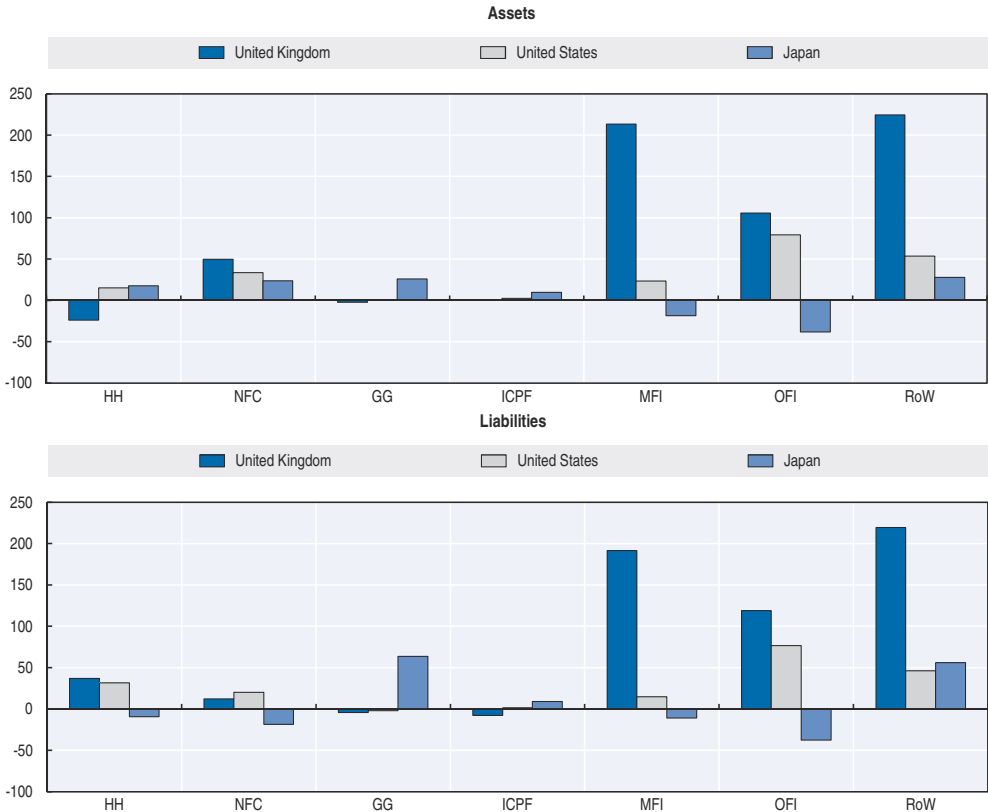 Assets
United Kingdom United States Japan
250
200
150
100
50
0
-50
-100
HH NFC GG ICPF MFI OFI RoW
Liabilities
United Kingdom United States Japan
250
200
150
100
50
0
-50
-100
HH NFC GG ICPF MFI OFI RoW